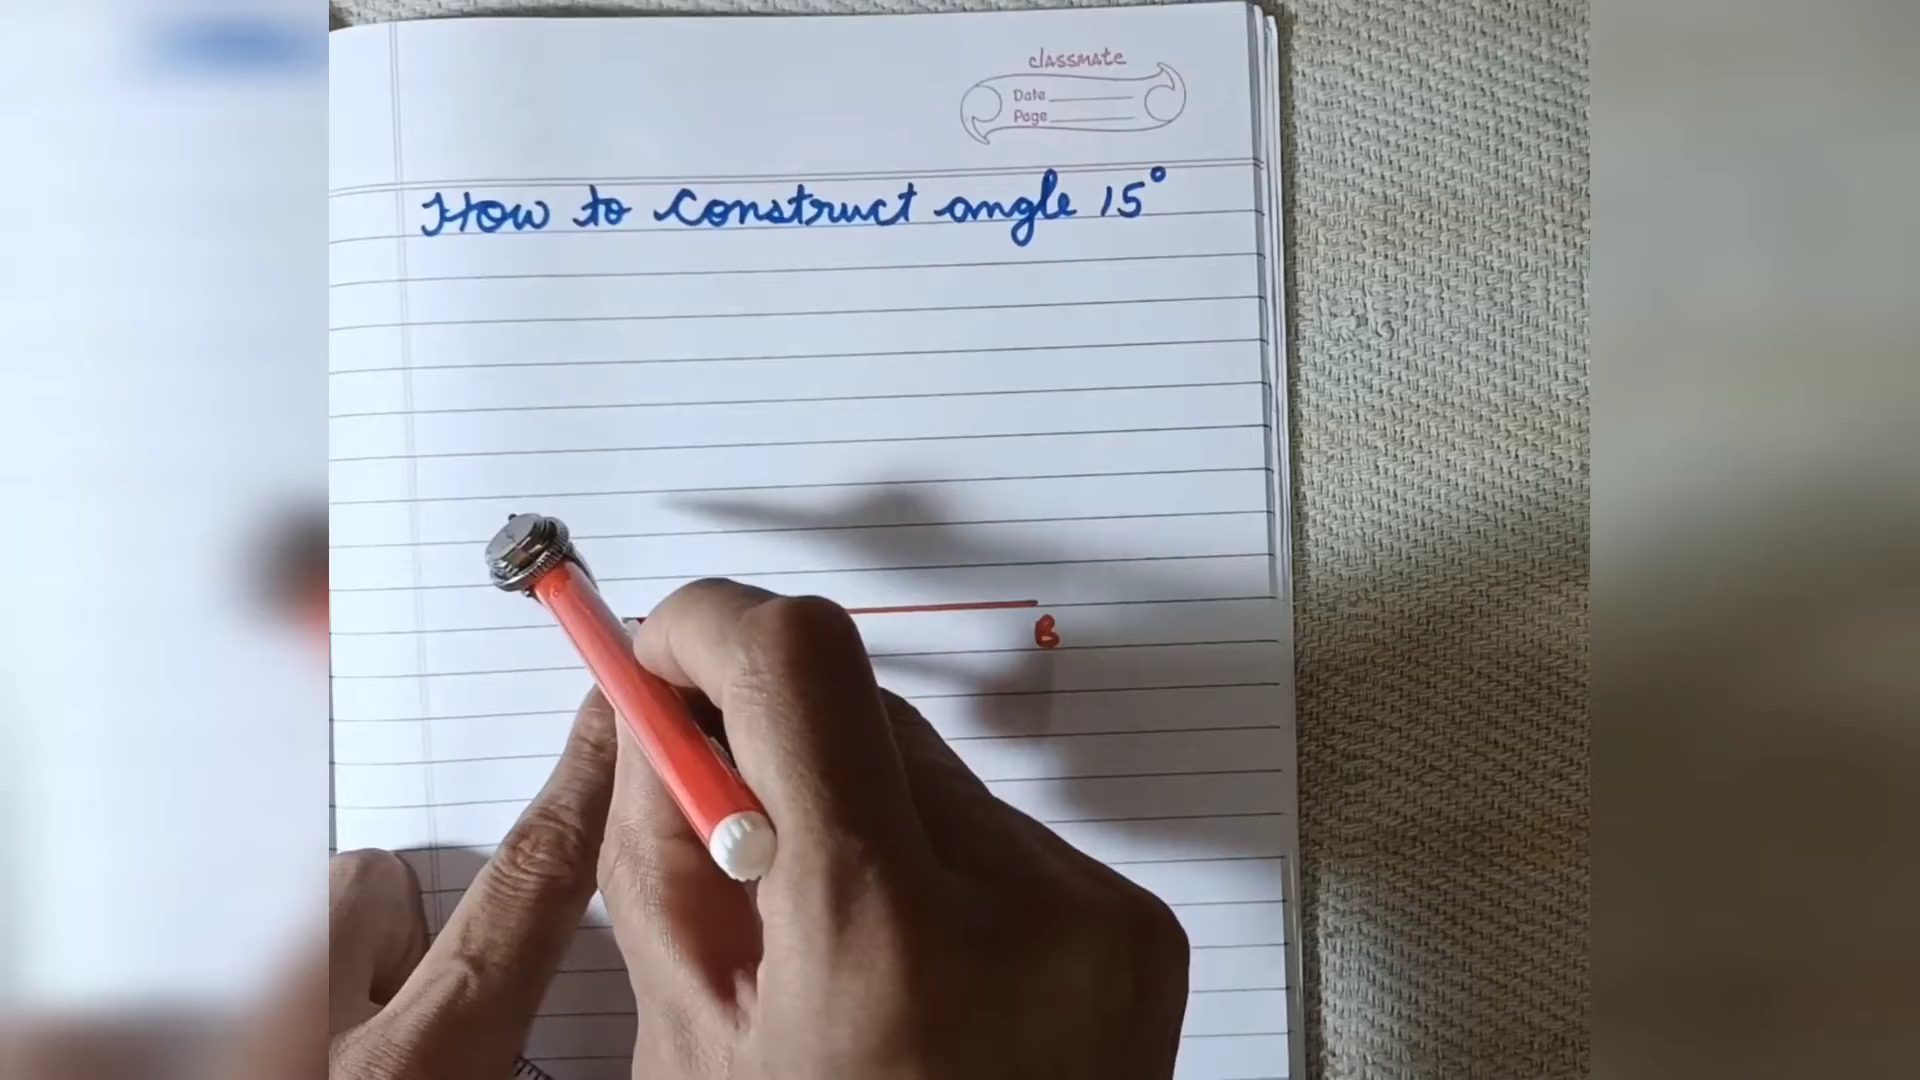 classmate
Date
Page
How to construct angle 15°
B